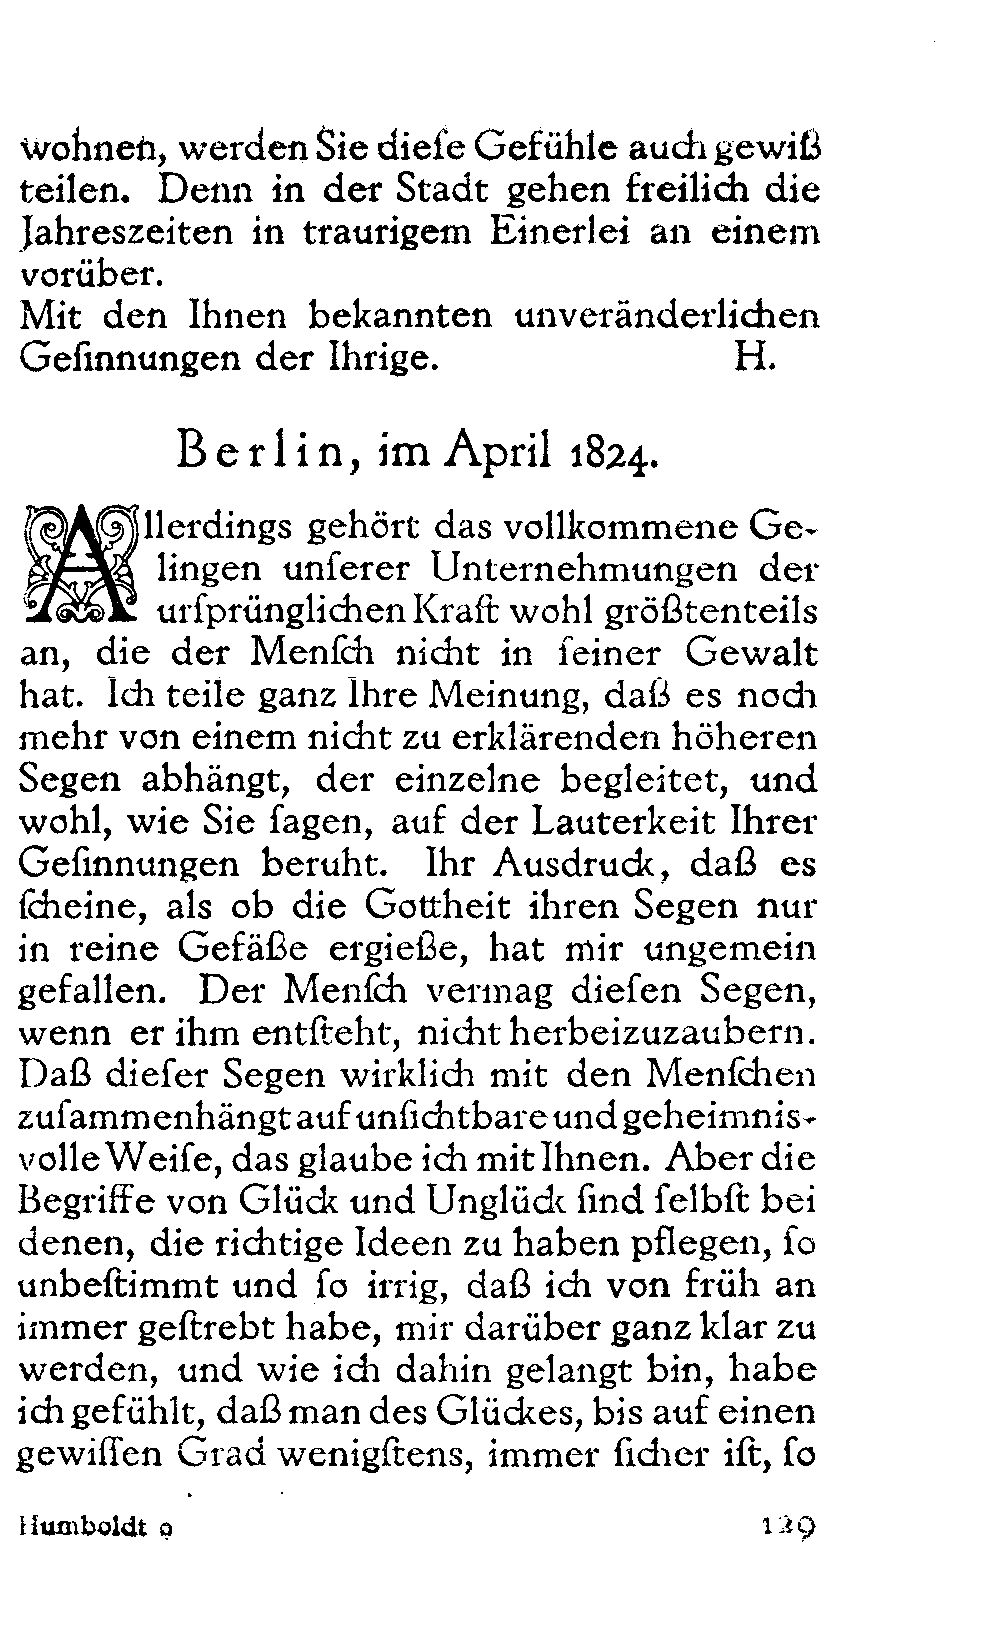 wohnen, werden Sie dieſe Gefühle auch gewiß
teilen. Denn in der Stadt gehen freilich die
Jahreszeiten in traurigem Einerlei an einem
vorüber.
Mit den Ihnen bekannten unveränderlichen
Geſinnungen der Ihrige. H.
Berlin, im April 1824.
Allerdings gehört das vollkommene Ge-
lingen unſerer Unternehmungen der
urſprünglichen Kraft wohl größtenteils
an, die der Menſch nicht in ſeiner Gewalt
hat. Ich teile ganz Ihre Meinung, daß es noch
mehr von einem nicht zu erklärenden höheren
Segen abhängt, der einzelne begleitet, und
wohl, wie Sie ſagen, auf der Lauterkeit Ihrer
Geſinnungen beruht. Ihr Ausdruck, daß es
ſcheine, als ob die Gottheit ihren Segen nur
in reine Gefäße ergieße, hat mir ungemein
gefallen. Der Menſch vermag dieſen Segen,
wenn er ihm entſteht, nicht herbeizuzaubern.
Daß dieſer Segen wirklich mit den Menſchen
zuſammenhängt auf unſichtbare und geheimnis-
volle Weiſe, das glaube ich mit Ihnen. Aber die
Begriffe von Glück und Unglück ſind ſelbſt bei
denen, die richtige Ideen zu haben pflegen, ſo
unbeſtimmt und ſo irrig, daß ich von früh an
immer geſtrebt habe, mir darüber ganz klar zu
werden, und wie ich dahin gelangt bin, habe
ich gefühlt, daß man des Glückes, bis auf einen
gewiſſen Grad wenigſtens, immer ſicher iſt, ſo
Humboldt 9 129